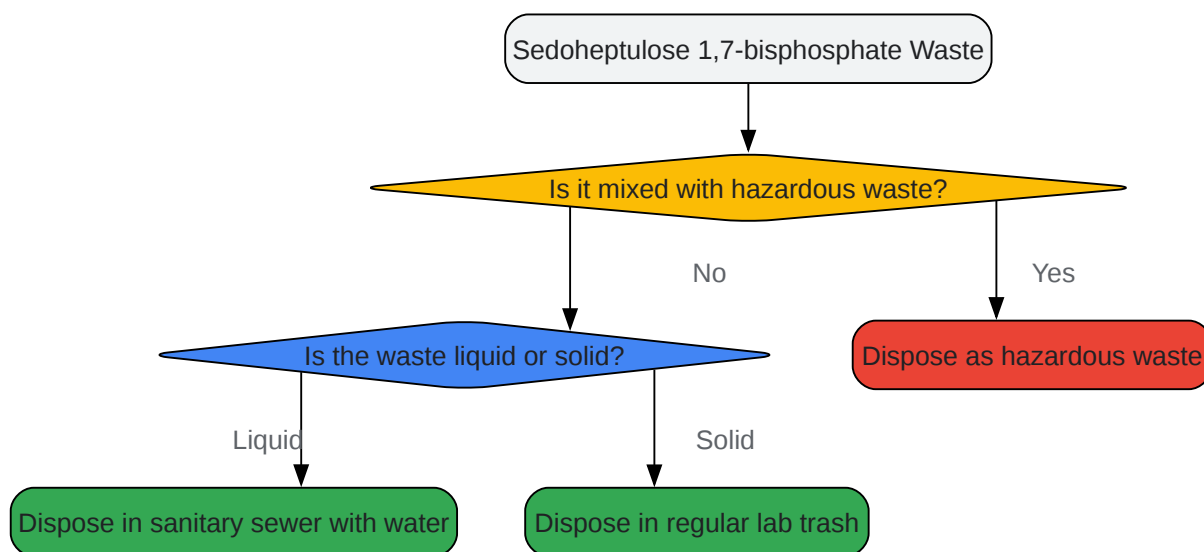 Sedoheptulose 1,7-bisphosphate Waste
Is it mixed with hazardous waste?
No
Yes
Is the waste liquid or solid?
Dispose as hazardous waste
Liquid
Solid
Dispose in sanitary sewer with water
Dispose in regular lab trash